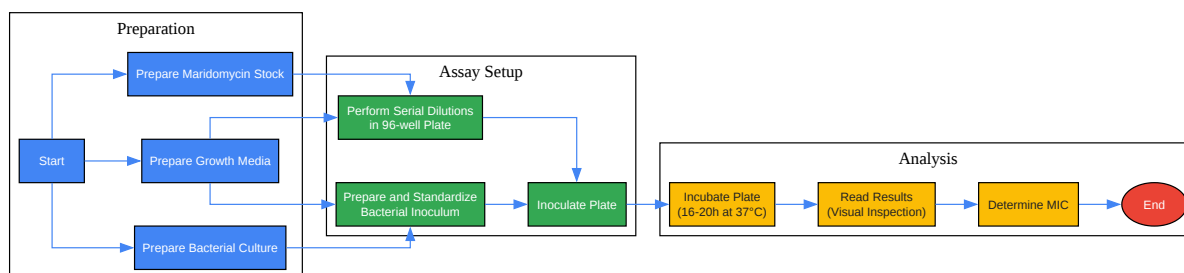 Preparation
Prepare Maridomycin Stock
Start
Prepare Growth Media
Prepare Bacterial Culture
Assay Setup
Perform Serial Dilutions
in 96-well Plate
Prepare and Standardize
Bacterial Inoculum
Inoculate Plate
Analysis
Incubate Plate
(16-20h at 37°C)
Read Results
(Visual Inspection)
Determine MIC
End